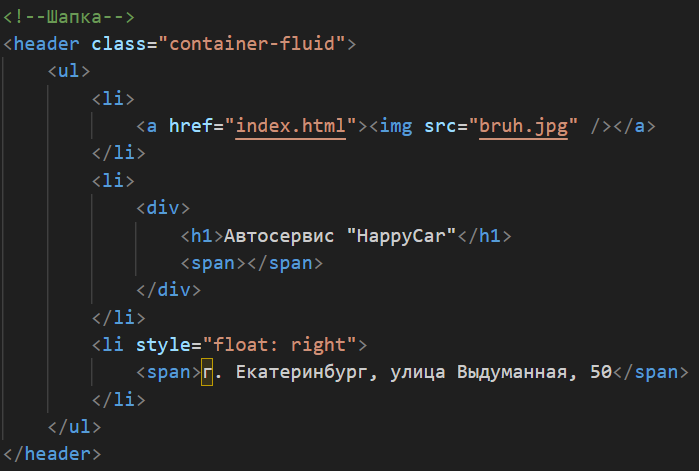 <!--Шапка-->
<header class="container-fluid">
    <ul>
        <li>
            <a href="index.html"><img src="bruh.jpg" /></a>
        </li>
        <li>
            <div>
                <h1>Автосервис "HappyCar"</h1>
                <span></span>
            </div>
        </li>
        <li style="float: right">
            <span>г. Екатеринбург, улица Выдуманная, 50</span>
        </li>
    </ul>
</header>